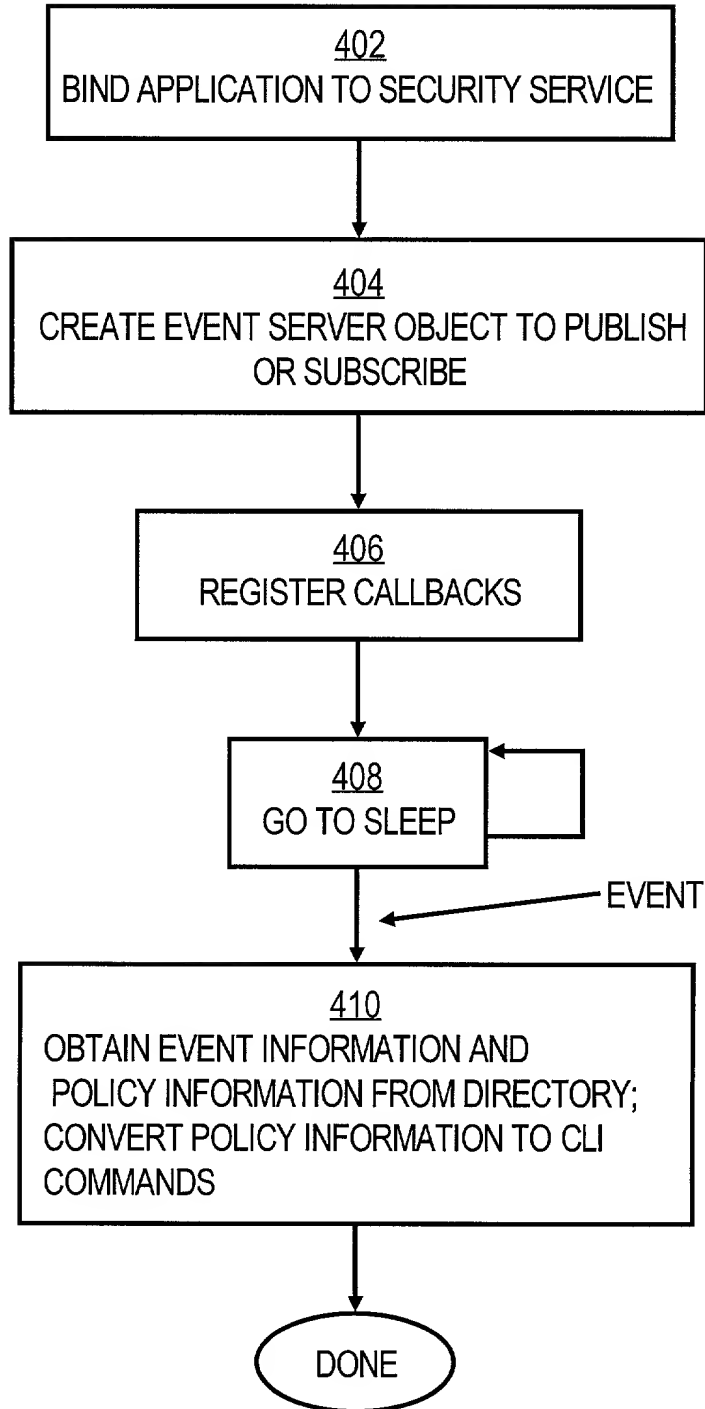 402
BIND APPLICATION TO SECURITY SERVICE
404
CREATE EVENT SERVER OBJECT TO PUBLISH
OR SUBSCRIBE
406
REGISTER CALLBACKS
408
GO TO SLEEP
EVENT
410
OBTAIN EVENT INFORMATION AND
POLICY INFORMATION FROM DIRECTORY;
CONVERT POLICY INFORMATION TO CLI
COMMANDS
DONE